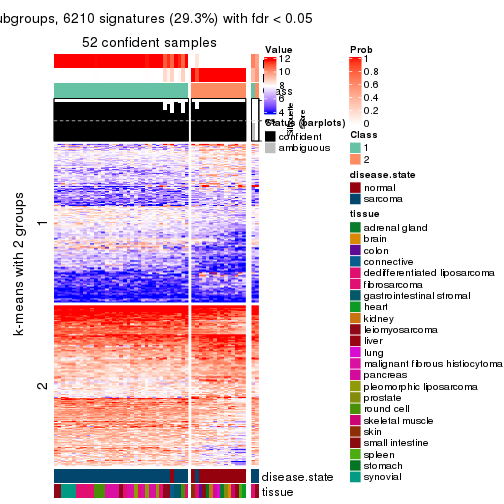 ubgroups, 6210 signatures (29.3%) with fdr < 0.05
52 confident samples
k-means with 2 groups
1
2
disease.state
tissue
Value
12
10
8
6
4
Status (barplots)
confident
ambiguous
Silhouette
score
Prob
1
0.8
0.6
0.4
0.2
0
Class
1
2
disease.state
normal
sarcoma
tissue
adrenal gland
brain
colon
connective
dedifferentiated liposarcoma
fibrosarcoma
gastrointestinal stromal
heart
kidney
leiomyosarcoma
liver
lung
malignant fibrous histiocytoma
pancreas
pleomorphic liposarcoma
prostate
round cell
skeletal muscle
skin
small intestine
spleen
stomach
synovial